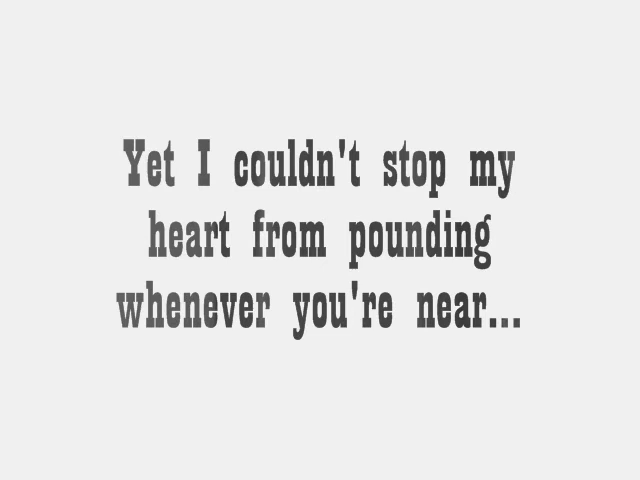 Yet I couldn't stop my
heart from pounding
whenever you're near...